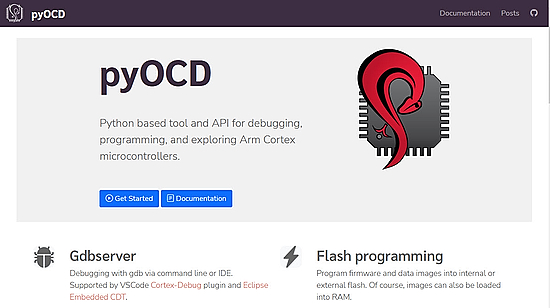 pyOCD
Documentation
Posts
pyOCD
Python based tool and API for debugging,
programming, and exploring Arm Cortex
microcontrollers.
Get Started
Documentation
Gdbserver
Debugging with gdb via command line or IDE.
Supported by VSCode Cortex-Debug plugin and Eclipse
Embedded CDT.
Flash programming
Program firmware and data images into internal or
external flash. Of course, images can also be loaded
into RAM.